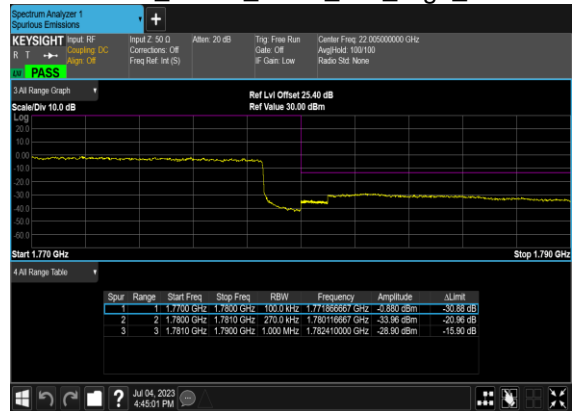 Spectrum Analyzer 1
Spurious Emissions
+
KEYSIGHT Input: RF Input Z: 50 Ω Atten: 20 dB Trig: Free Run Center Freq: 22.005000000 GHz
R T Coupling: DC Corrections: Off Gate: Off Avg|Hold: 100/100
Align: Off Freq Ref: Int (S) IF Gain: Low Radio Std: None
PASS
3 All Range Graph
Ref Lvl Offset 25.40 dB
Scale/Div 10.0 dB Ref Value 30.00 dBm
Log
20.0
10.0
0.00
-10.0
-20.0
-30.0
-40.0
-50.0
-60.0
Start 1.770 GHz Stop 1.790 GHz
4 All Range Table
Spur Range Start Freq Stop Freq RBW Frequency Amplitude ΔLimit
1 1 1.7700 GHz 1.7800 GHz 100.0 kHz 1.771866667 GHz -0.880 dBm -30.88 dB
2 2 1.7800 GHz 1.7810 GHz 270.0 kHz 1.780116667 GHz -33.96 dBm -20.96 dB
3 3 1.7810 GHz 1.7900 GHz 1.000 MHz 1.782410000 GHz -28.90 dBm -15.90 dB
? Jul 04, 2023
4:45:01 PM